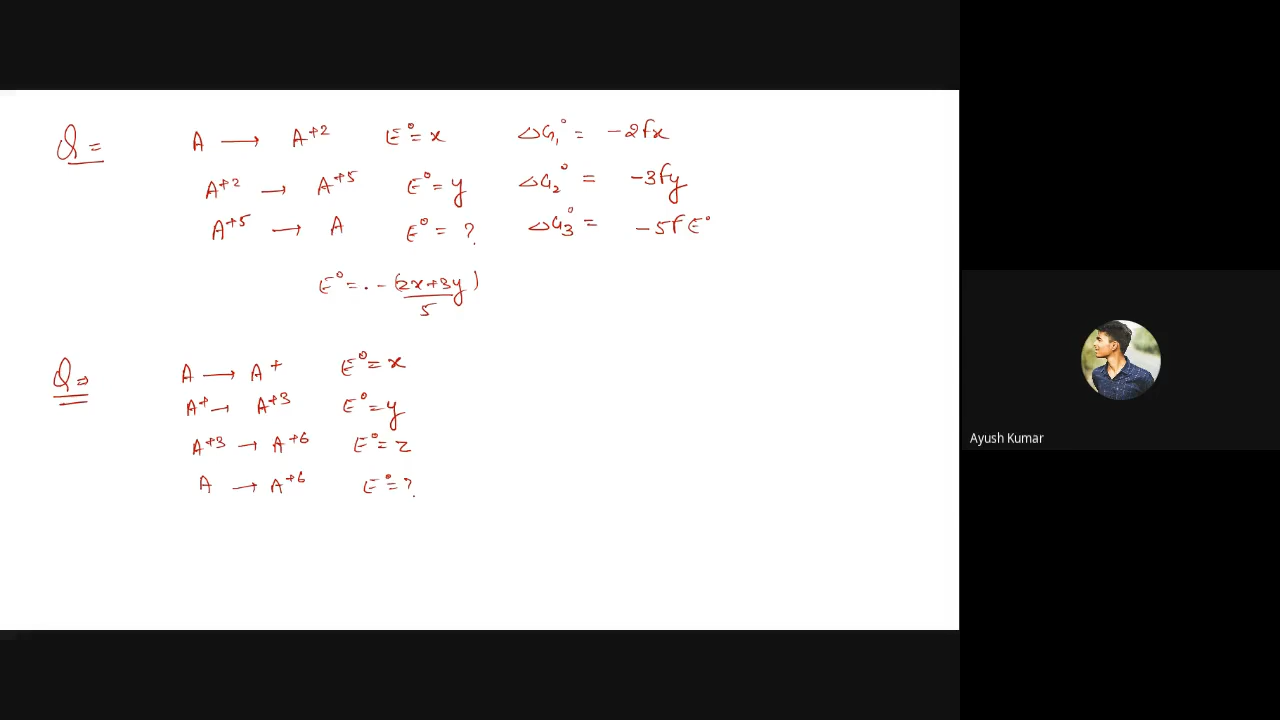 Q = A → A⁺² E° = x ΔG₁° = -2fx
A⁺² → A⁺⁵ E° = y ΔG₂° = -3fy
A⁺⁵ → A E° = ? ΔG₃° = -5fE°
E° = . - (2x+3y)/5
Q ⇒ A → A⁺ E° = x
A⁺ → A⁺³ E° = y
A⁺³ → A⁺⁶ E° = z
A → A⁺⁶ E° = ?
Ayush Kumar